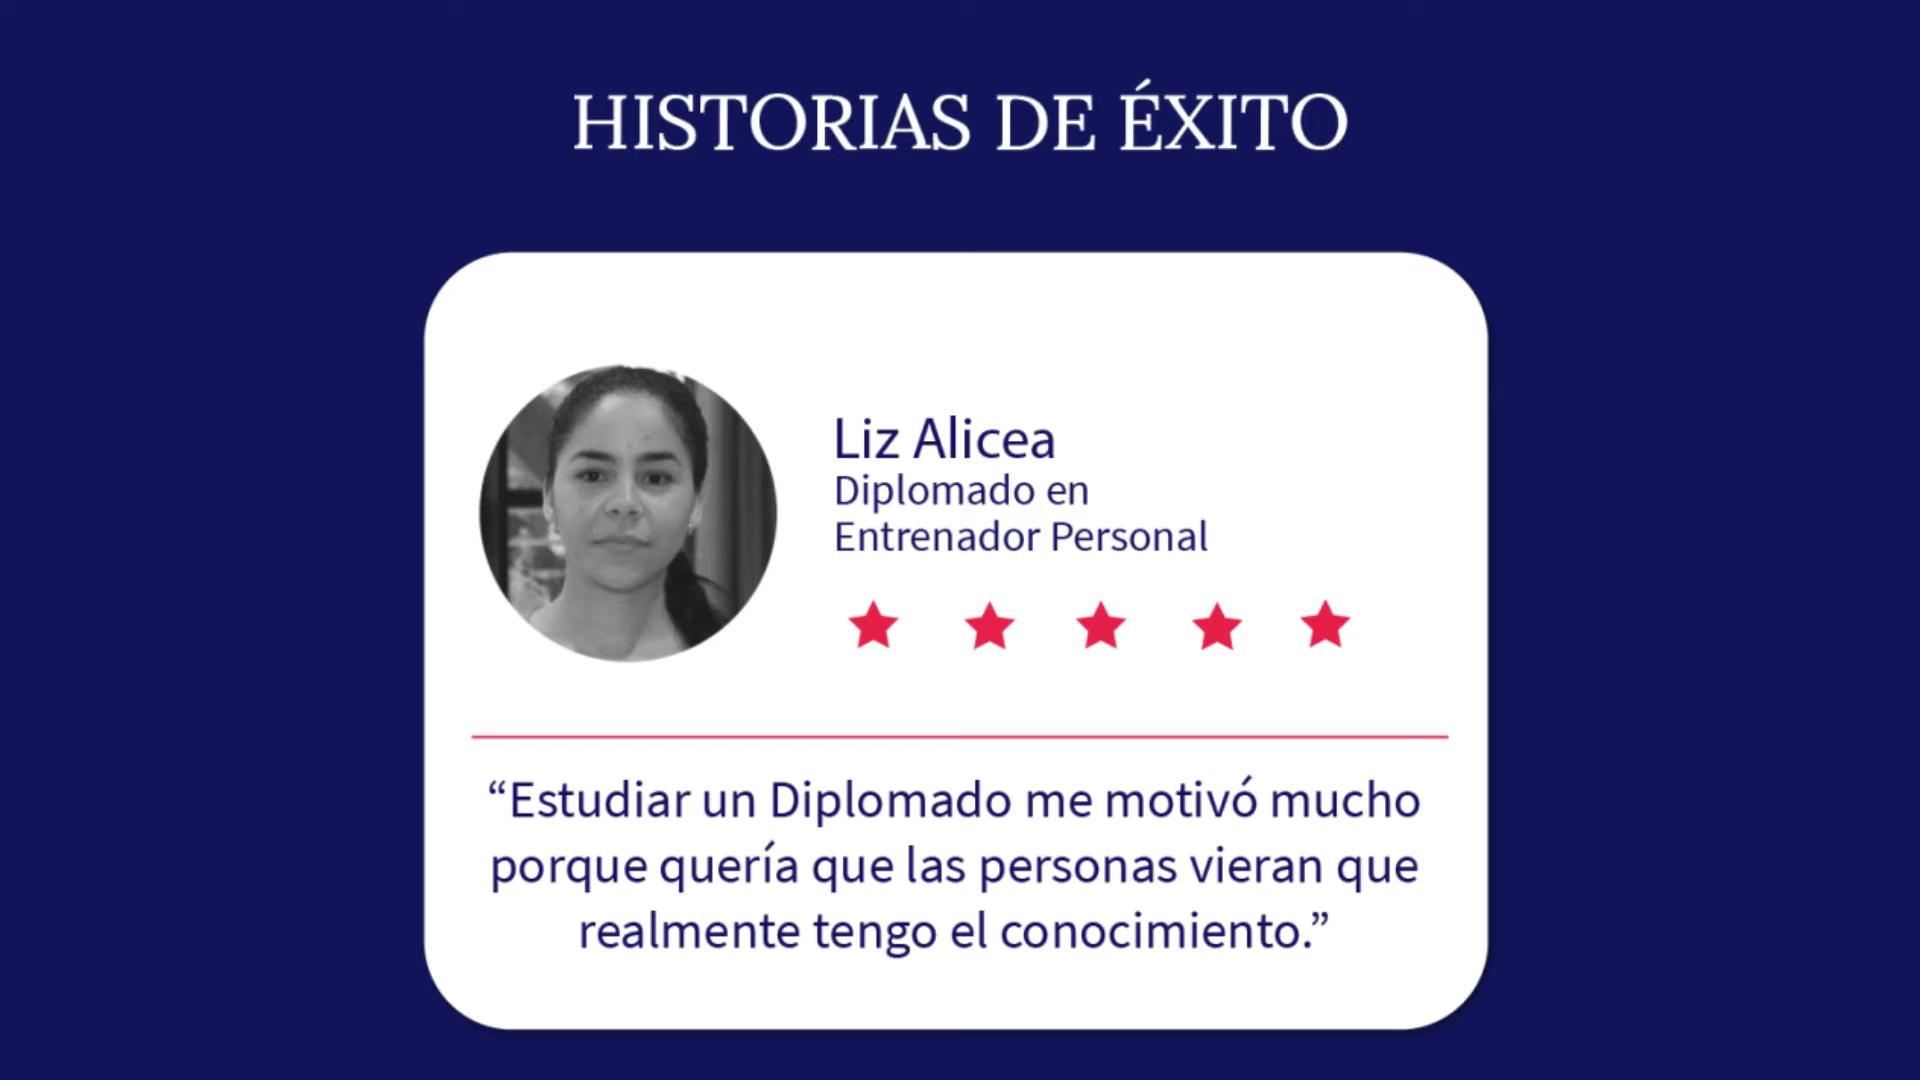 HISTORIAS DE ÉXITO
Liz Alicea
Diplomado en
Entrenador Personal
“Estudiar un Diplomado me motivó mucho
porque quería que las personas vieran que
realmente tengo el conocimiento.”